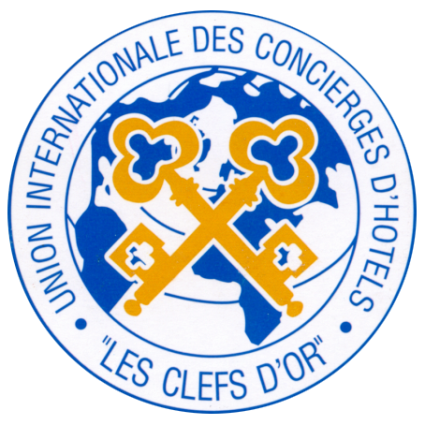 UNION INTERNATIONALE DES CONCIERGES D'HOTELS
"LES CLEFS D'OR"